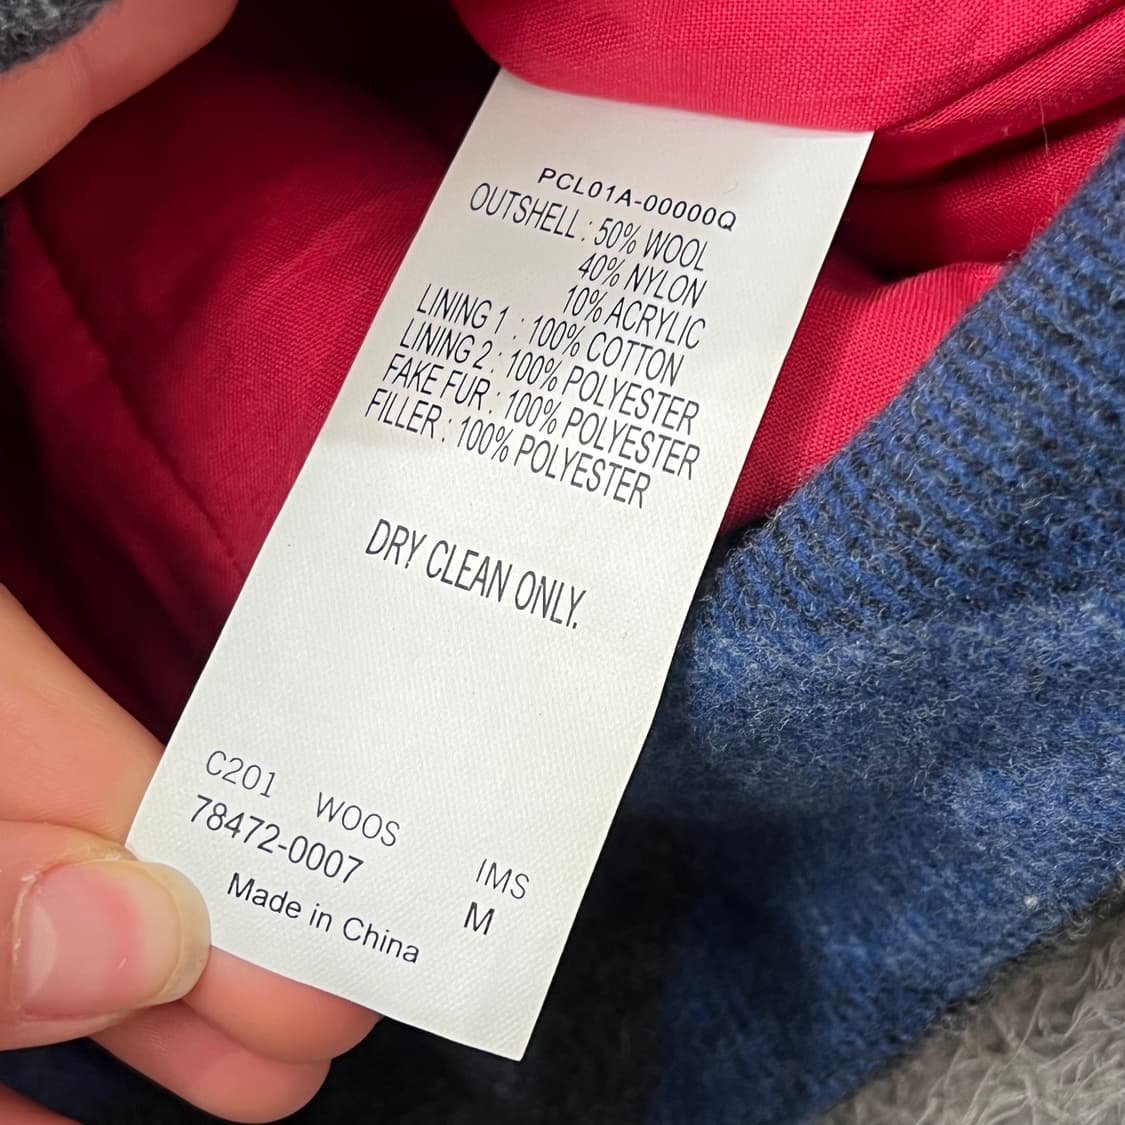 PCL01A-00000Q
OUTSHELL : 50% WOOL
40% NYLON
10% ACRYLIC
LINING 1 : 100% COTTON
LINING 2 : 100% POLYESTER
FAKE FUR : 100% POLYESTER
FILLER : 100% POLYESTER
DRY CLEAN ONLY.
C201 WOOS IMS
78472-0007 M
Made in China